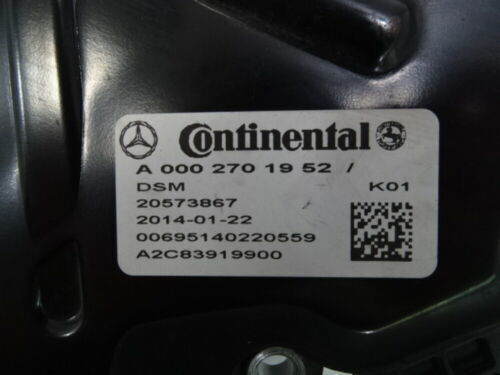 Continental
A 000 270 19 52 /
DSM K01
20573867
2014-01-22
00695140220559
A2C83919900